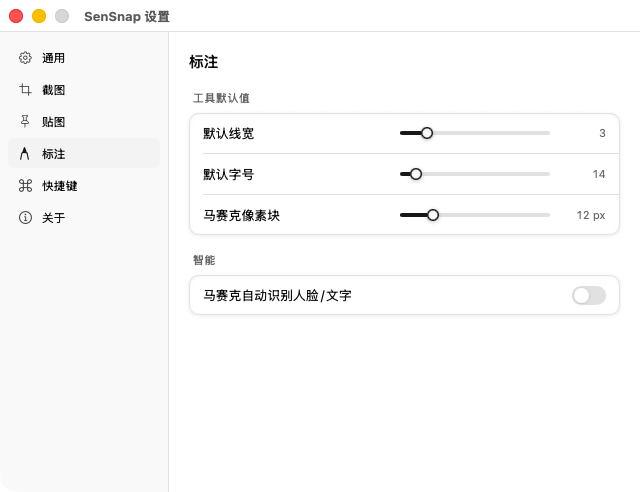 SenSnap 设置
通用
截图
贴图
标注
快捷键
关于
标注
工具默认值
默认线宽 3
默认字号 14
马赛克像素块 12 px
智能
马赛克自动识别人脸/文字